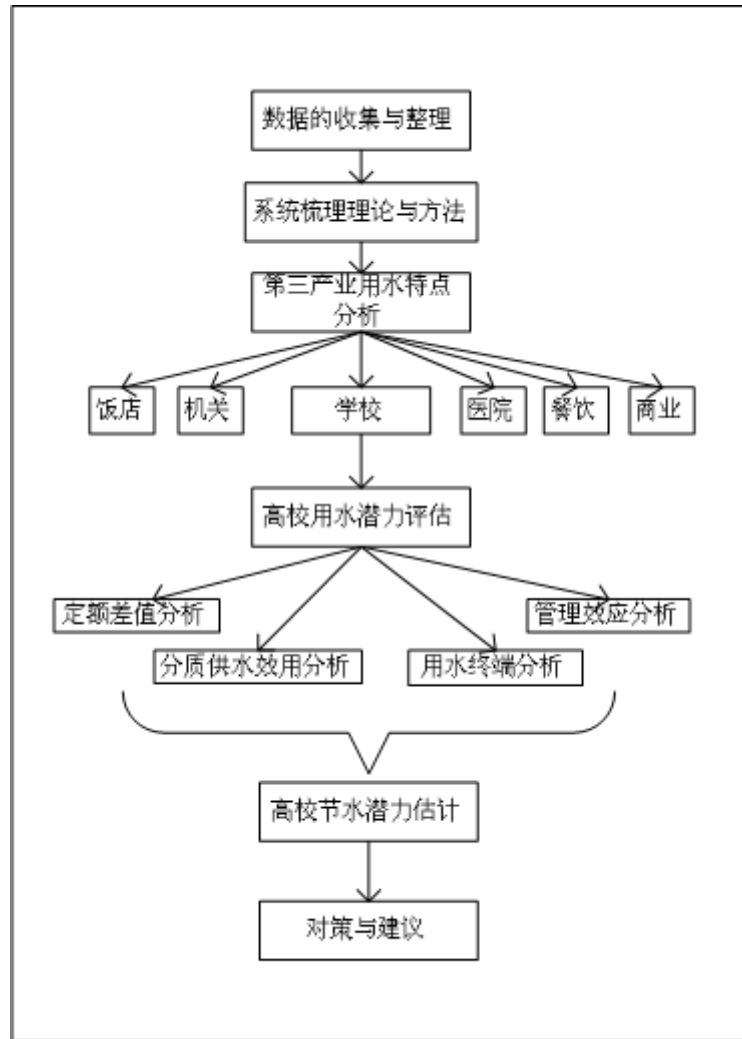 数据的收集与整理
系统梳理理论与方法
第三产业用水特点
分析
饭店
机关
学校
医院
餐饮
商业
高校用水潜力评估
定额差值分析
管理效应分析
分质供水效用分析
用水终端分析
高校节水潜力估计
对策与建议